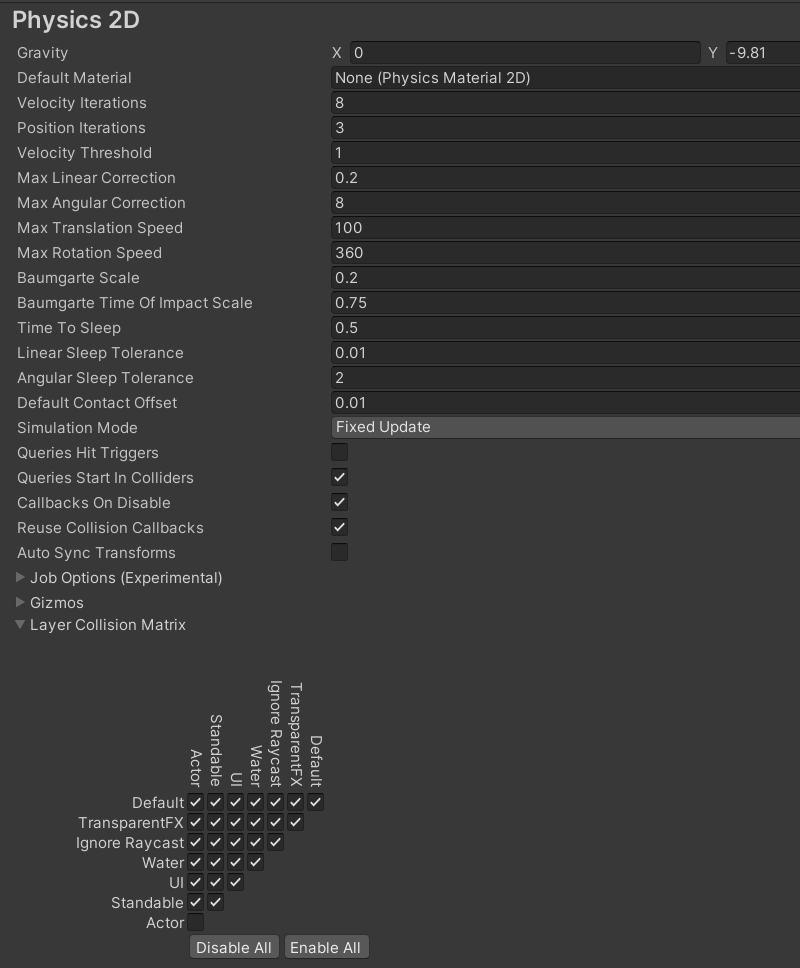 Physics 2D
Gravity X 0 Y -9.81
Default Material None (Physics Material 2D)
Velocity Iterations 8
Position Iterations 3
Velocity Threshold 1
Max Linear Correction 0.2
Max Angular Correction 8
Max Translation Speed 100
Max Rotation Speed 360
Baumgarte Scale 0.2
Baumgarte Time Of Impact Scale 0.75
Time To Sleep 0.5
Linear Sleep Tolerance 0.01
Angular Sleep Tolerance 2
Default Contact Offset 0.01
Simulation Mode Fixed Update
Queries Hit Triggers
Queries Start In Colliders
Callbacks On Disable
Reuse Collision Callbacks
Auto Sync Transforms
Job Options (Experimental)
Gizmos
Layer Collision Matrix
Actor
Standable
UI
Water
Ignore Raycast
TransparentFX
Default
Default
TransparentFX
Ignore Raycast
Water
UI
Standable
Actor
Disable All Enable All